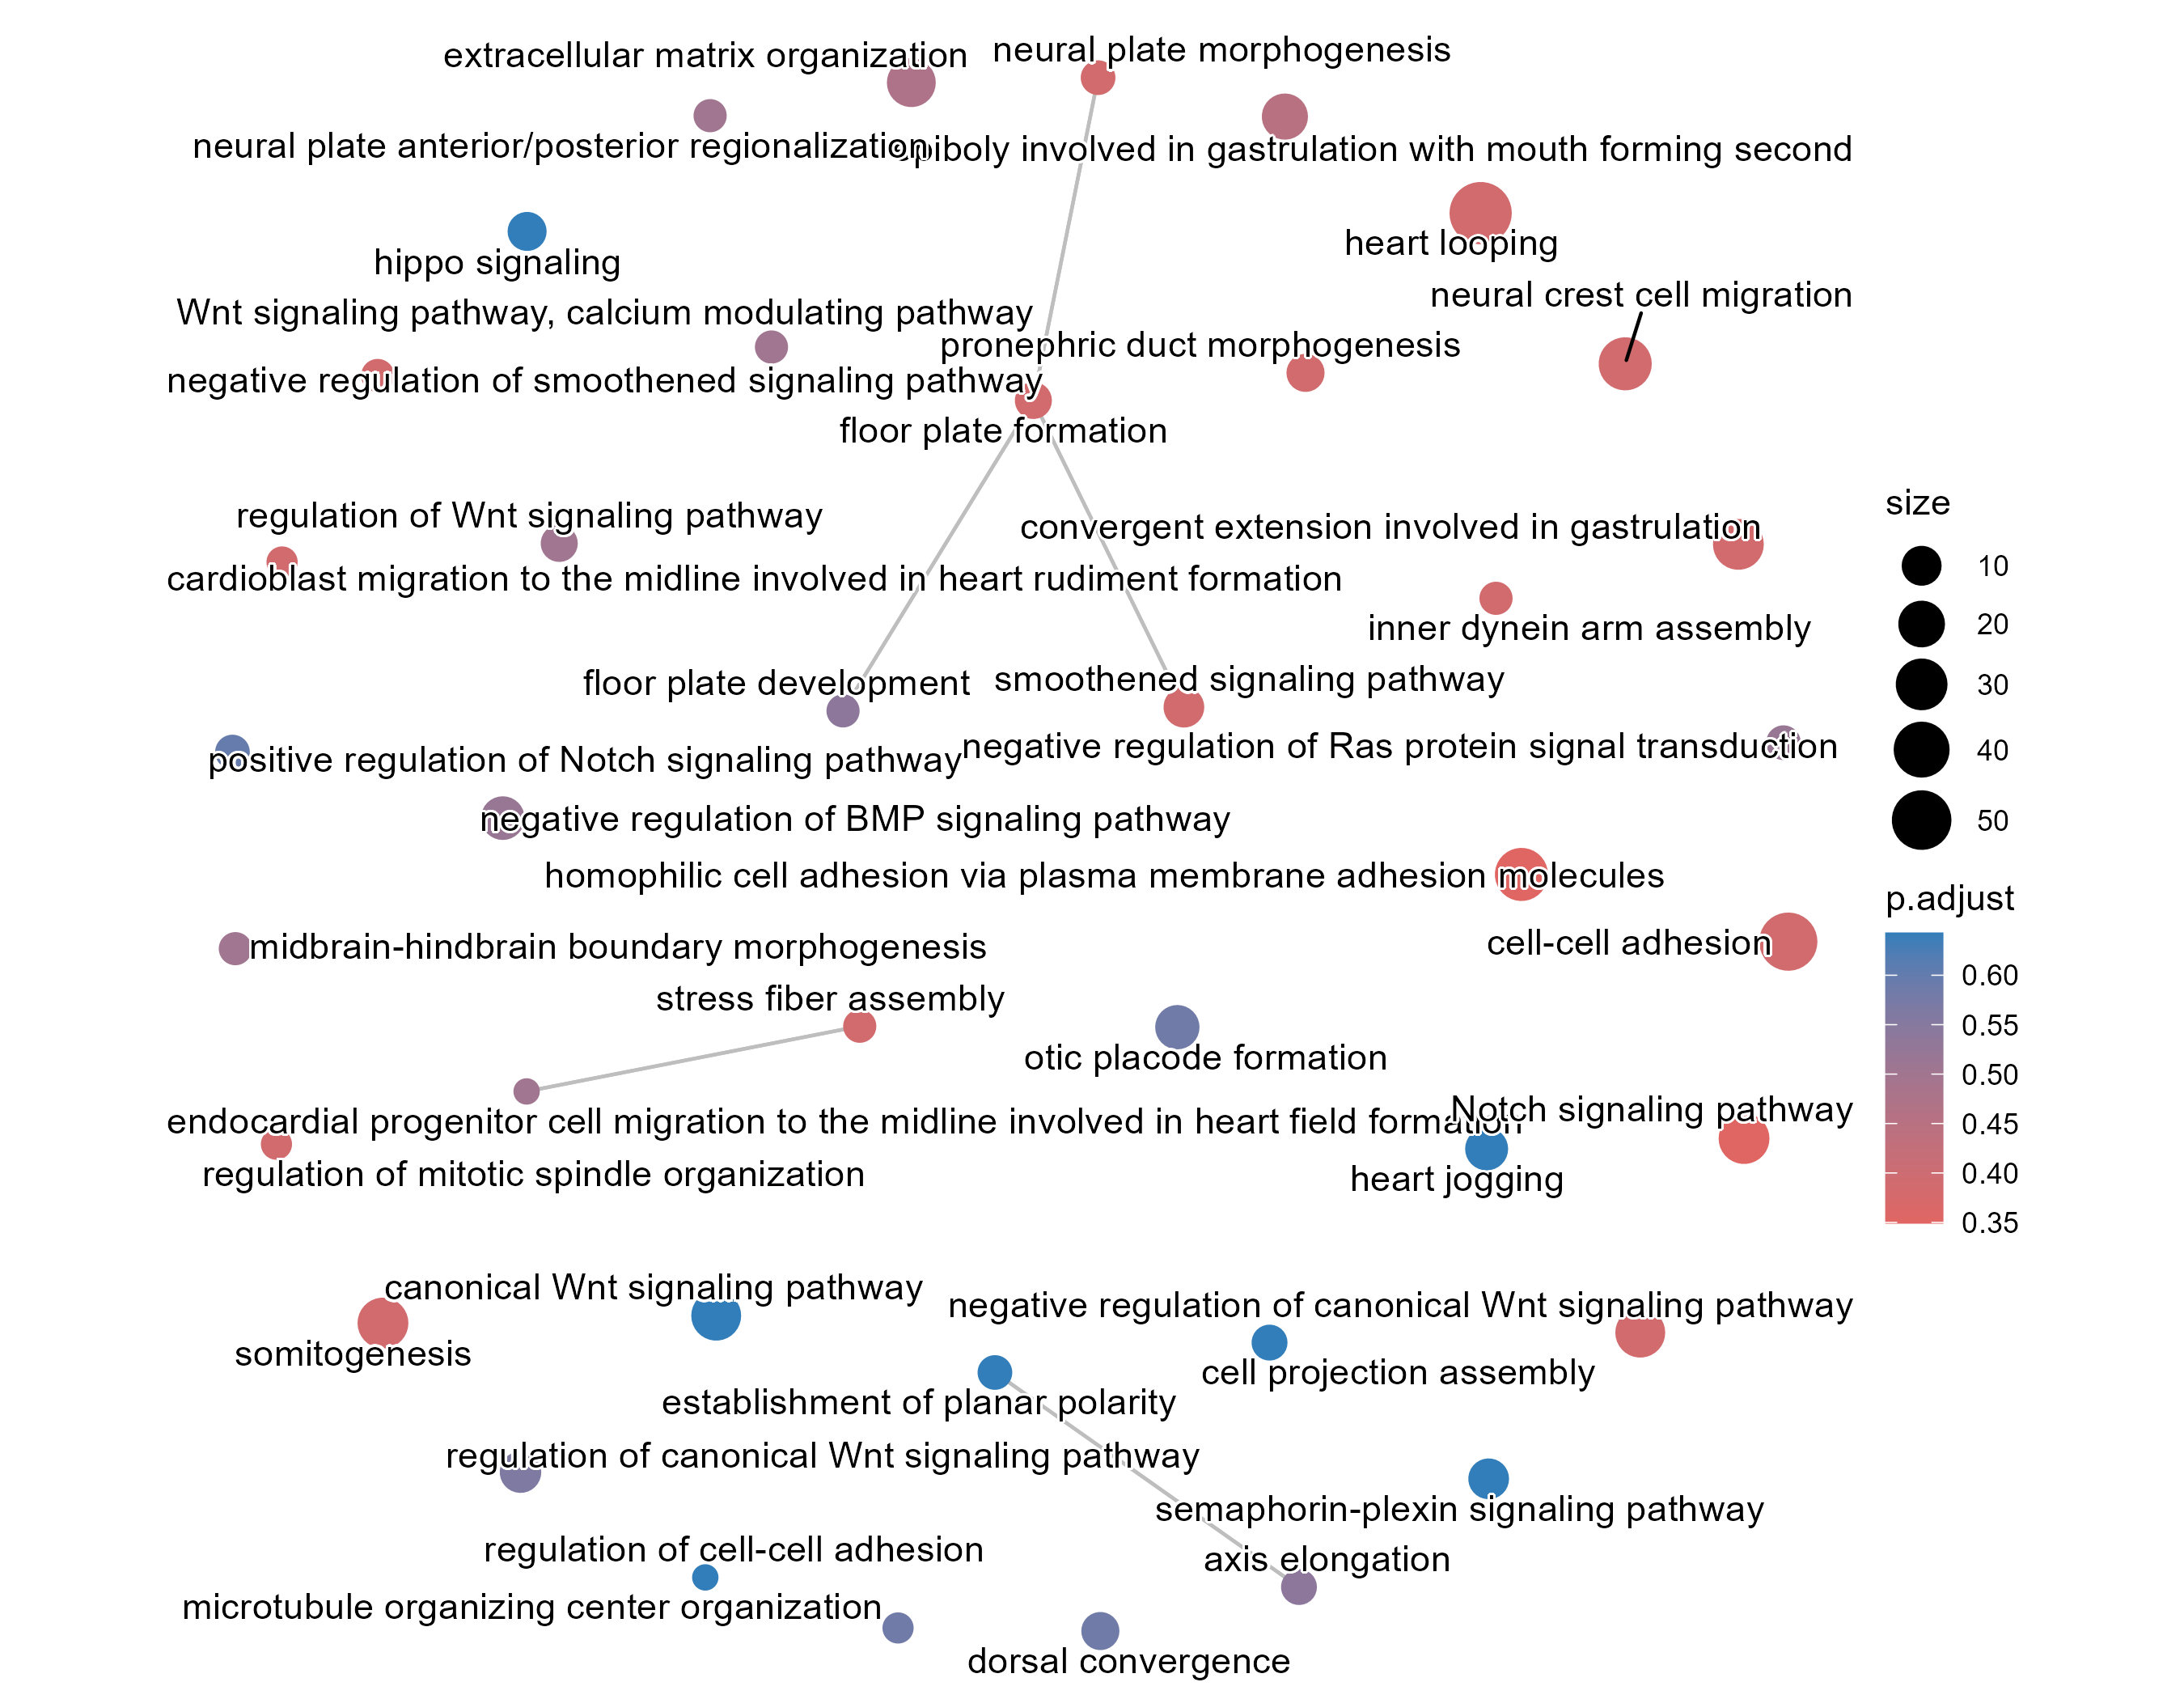 extracellular matrix organization
neural plate morphogenesis
neural plate anterior/posterior regionalization
epiboly involved in gastrulation with mouth forming second
heart looping
hippo signaling
neural crest cell migration
Wnt signaling pathway, calcium modulating pathway
pronephric duct morphogenesis
negative regulation of smoothened signaling pathway
floor plate formation
regulation of Wnt signaling pathway
convergent extension involved in gastrulation
cardioblast migration to the midline involved in heart rudiment formation
inner dynein arm assembly
floor plate development
smoothened signaling pathway
positive regulation of Notch signaling pathway
negative regulation of Ras protein signal transduction
negative regulation of BMP signaling pathway
homophilic cell adhesion via plasma membrane adhesion molecules
midbrain-hindbrain boundary morphogenesis
cell-cell adhesion
stress fiber assembly
otic placode formation
endocardial progenitor cell migration to the midline involved in heart field formation
Notch signaling pathway
regulation of mitotic spindle organization
heart jogging
canonical Wnt signaling pathway
negative regulation of canonical Wnt signaling pathway
somitogenesis
cell projection assembly
establishment of planar polarity
regulation of canonical Wnt signaling pathway
semaphorin-plexin signaling pathway
regulation of cell-cell adhesion
axis elongation
microtubule organizing center organization
dorsal convergence
size
10
20
30
40
50
p.adjust
0.60
0.55
0.50
0.45
0.40
0.35